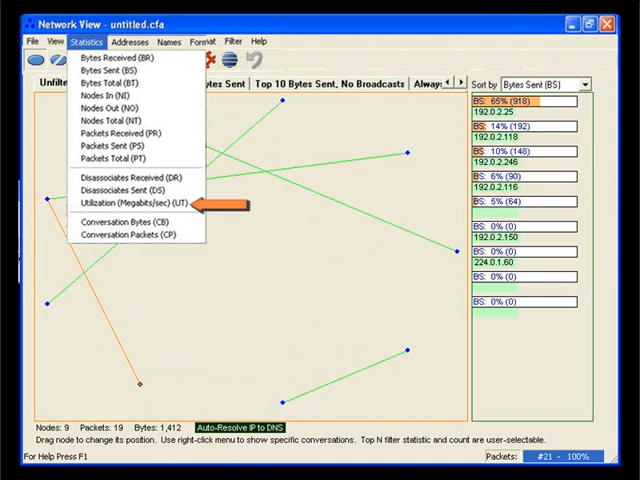 Network View - untitled.cfa
File View Statistics Addresses Names Format Filter Help
Bytes Received (BR)
Bytes Sent (BS)
Bytes Total (BT)
Nodes In (NI)
Nodes Out (NO)
Nodes Total (NT)
Packets Received (PR)
Packets Sent (PS)
Packets Total (PT)
Disassociates Received (DR)
Disassociates Sent (DS)
Utilization (Megabits/sec) (UT)
Conversation Bytes (CB)
Conversation Packets (CP)
Unfilte ytes Sent Top 10 Bytes Sent, No Broadcasts Alway
Sort by Bytes Sent (BS)
BS: 65% (918)
192.0.2.25
BS: 14% (192)
192.0.2.118
BS: 10% (148)
192.0.2.246
BS: 6% (90)
192.0.2.116
BS: 5% (64)
BS: 0% (0)
192.0.2.150
BS: 0% (0)
224.0.1.60
BS: 0% (0)
BS: 0% (0)
Nodes: 9 Packets: 19 Bytes: 1,412 Auto-Resolve IP to DNS
Drag node to change its position. Use right-click menu to show specific conversations. Top N filter statistic and count are user-selectable.
For Help Press F1 Packets: #21 - 100%